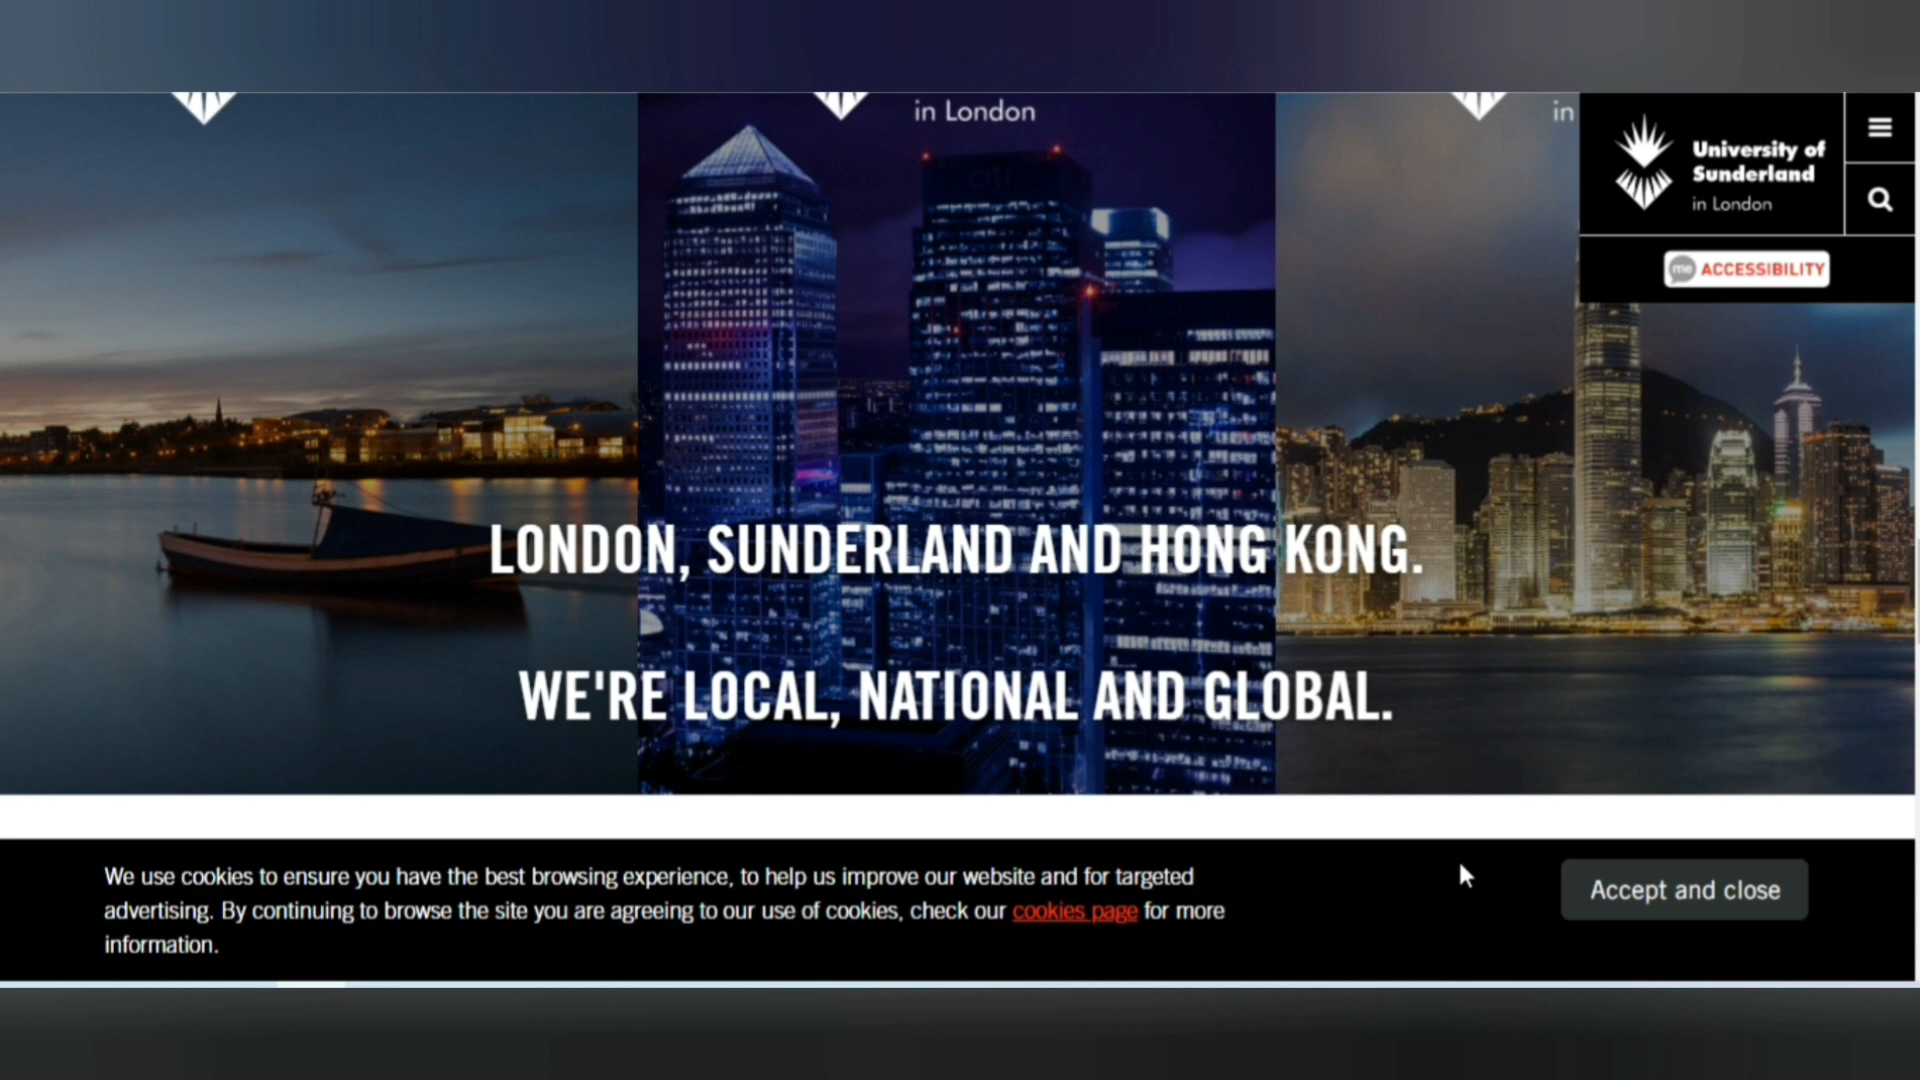 in London
in
University of
Sunderland
in London
me ACCESSIBILITY
citi
LONDON, SUNDERLAND AND HONG KONG.
WE'RE LOCAL, NATIONAL AND GLOBAL.
We use cookies to ensure you have the best browsing experience, to help us improve our website and for targeted
advertising. By continuing to browse the site you are agreeing to our use of cookies, check our cookies page for more
information.
Accept and close